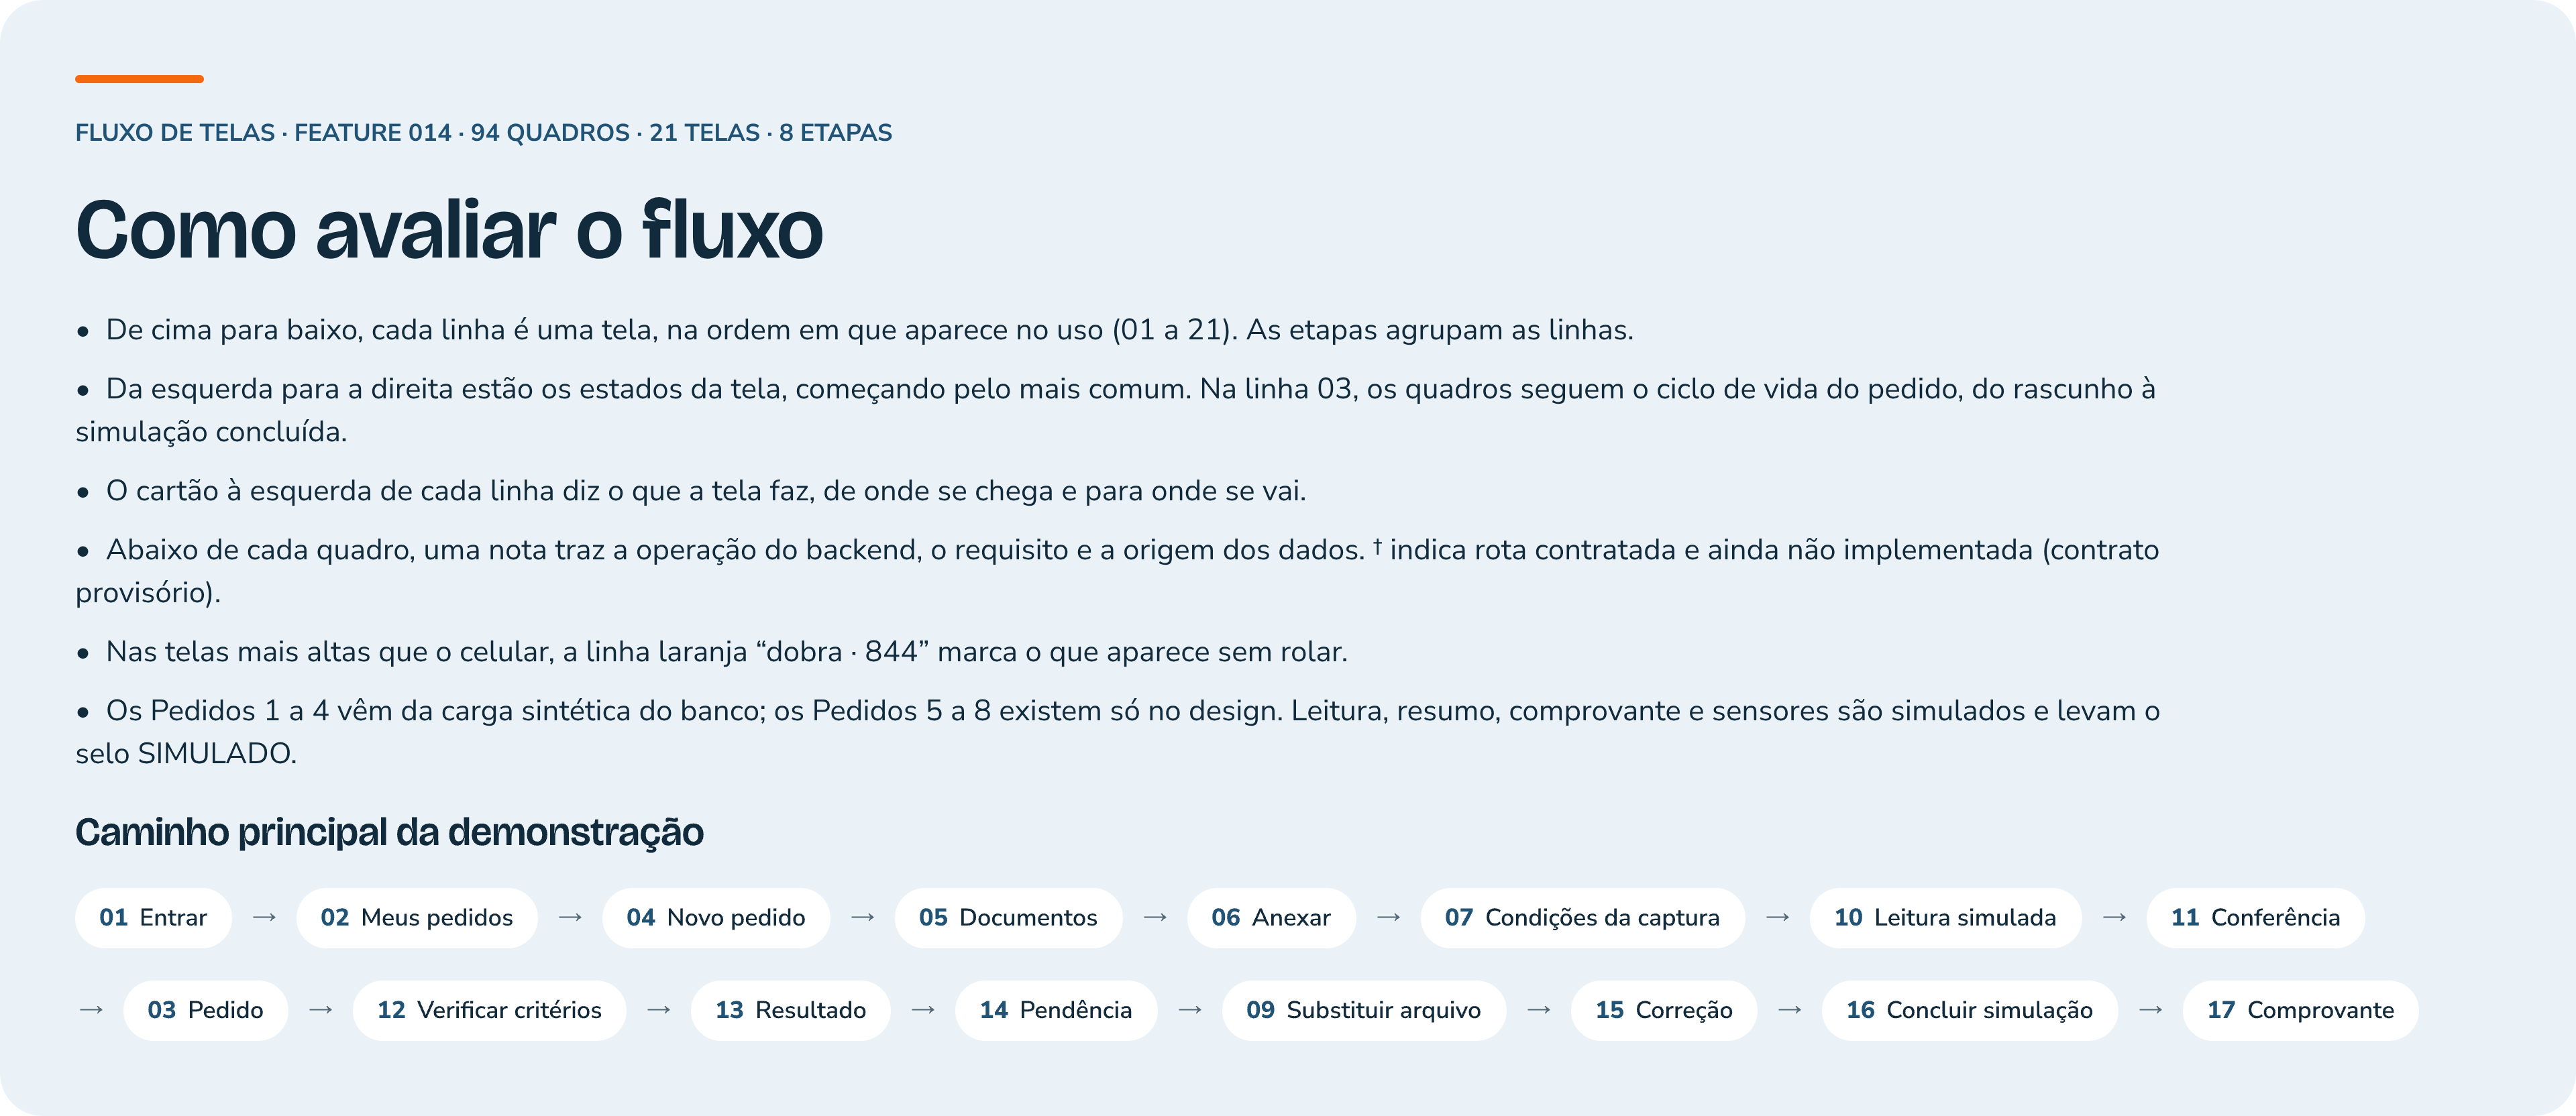 FLUXO DE TELAS · FEATURE 014 · 94 QUADROS · 21 TELAS · 8 ETAPAS
Como avaliar o fluxo
• De cima para baixo, cada linha é uma tela, na ordem em que aparece no uso (01 a 21). As etapas agrupam as linhas.
• Da esquerda para a direita estão os estados da tela, começando pelo mais comum. Na linha 03, os quadros seguem o ciclo de vida do pedido, do rascunho à
simulação concluída.
• O cartão à esquerda de cada linha diz o que a tela faz, de onde se chega e para onde se vai.
• Abaixo de cada quadro, uma nota traz a operação do backend, o requisito e a origem dos dados. † indica rota contratada e ainda não implementada (contrato
provisório).
• Nas telas mais altas que o celular, a linha laranja “dobra · 844” marca o que aparece sem rolar.
• Os Pedidos 1 a 4 vêm da carga sintética do banco; os Pedidos 5 a 8 existem só no design. Leitura, resumo, comprovante e sensores são simulados e levam o
selo SIMULADO.
Caminho principal da demonstração
01 Entrar → 02 Meus pedidos → 04 Novo pedido → 05 Documentos → 06 Anexar → 07 Condições da captura → 10 Leitura simulada → 11 Conferência
→ 03 Pedido → 12 Verificar critérios → 13 Resultado → 14 Pendência → 09 Substituir arquivo → 15 Correção → 16 Concluir simulação → 17 Comprovante